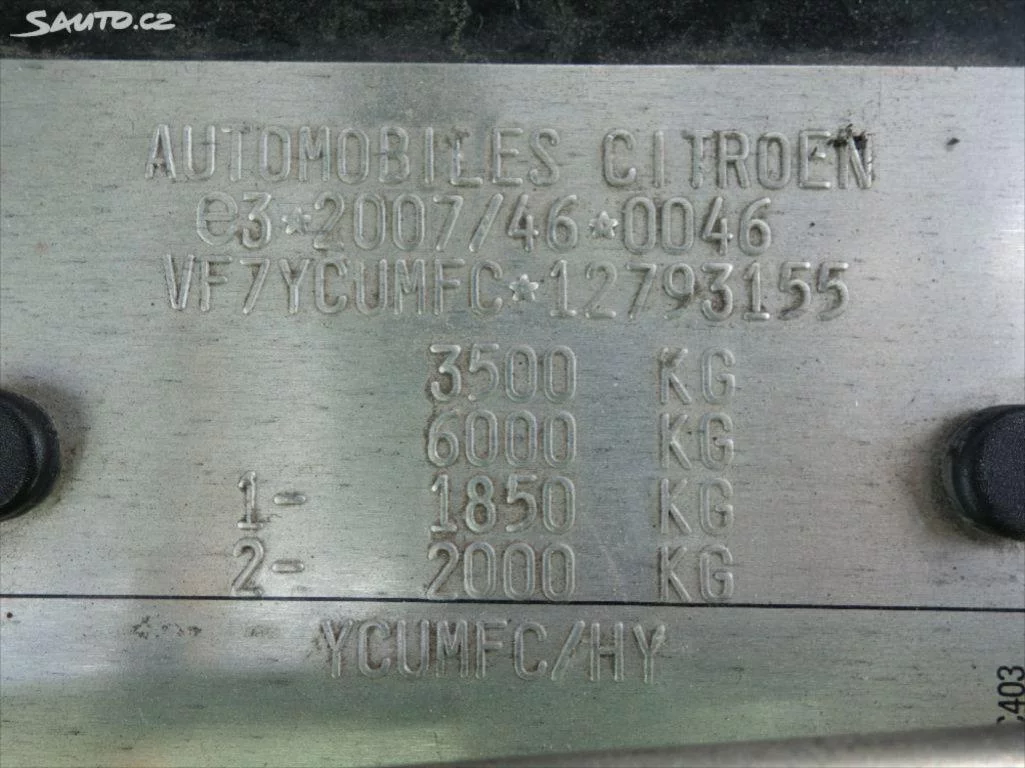 SAUTO.CZ
AUTOMOBILES CITROEN
e3*2007/46*0046
VF7YCUMFC*12793155
3500 KG
6000 KG
1- 1850 KG
2- 2000 KG
YCUMFC/HY
C403